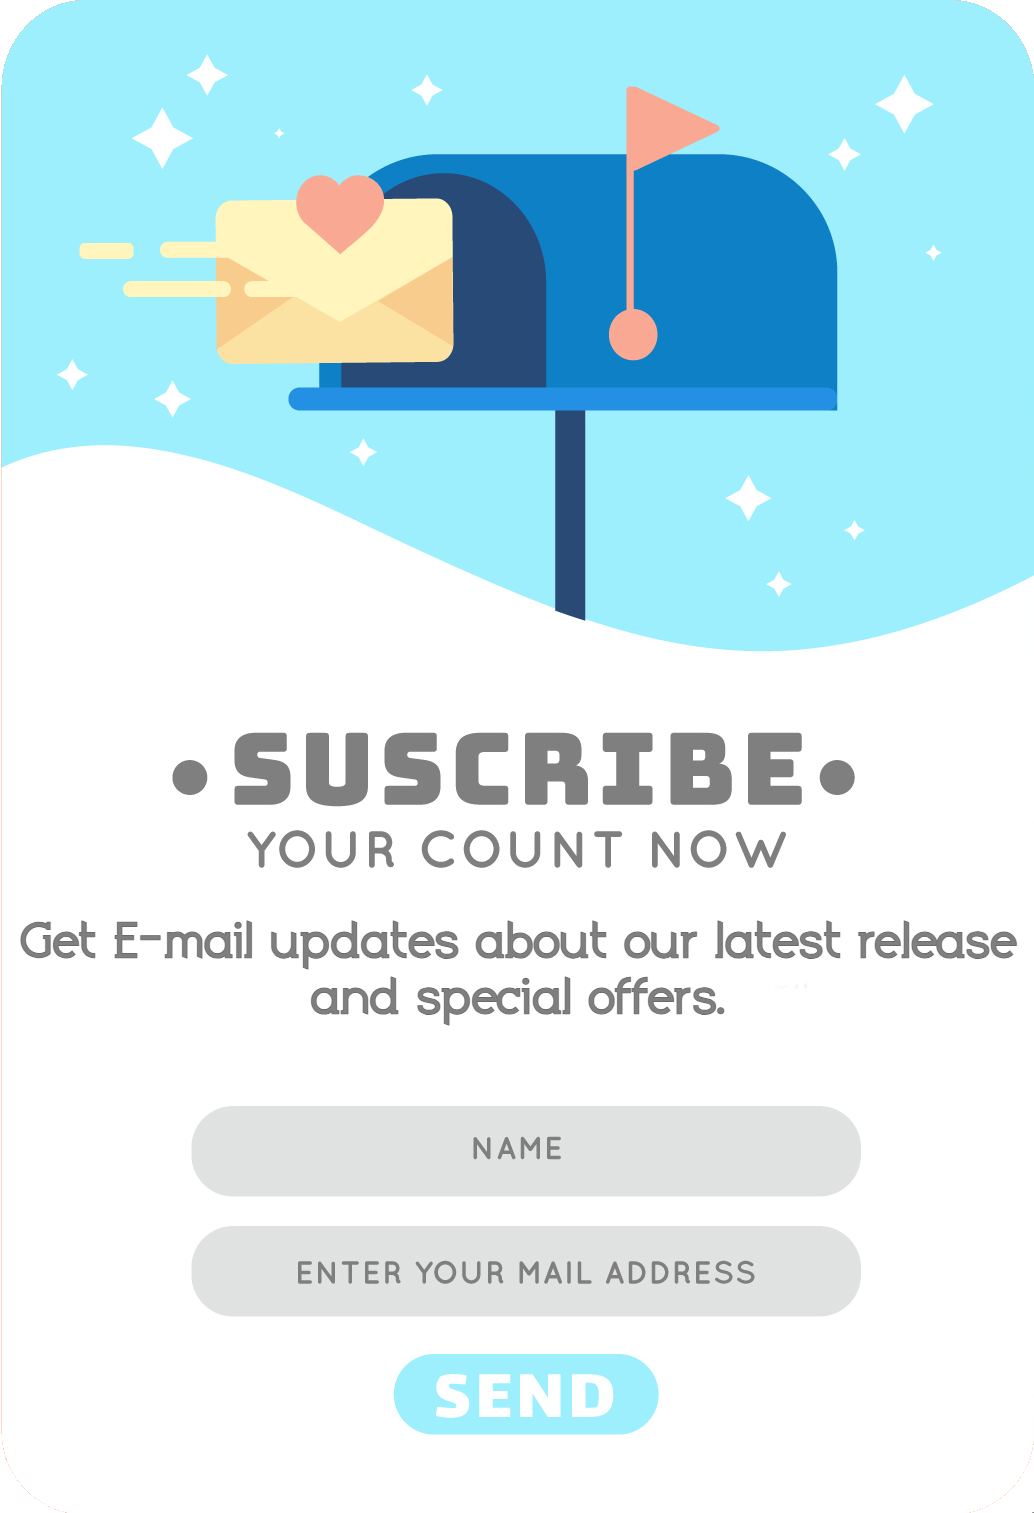 SUSCRIBE
YOUR COUNT NOW
Get E-mail updates about our latest release
and special offers.
NAME
ENTER YOUR MAIL ADDRESS
SEND